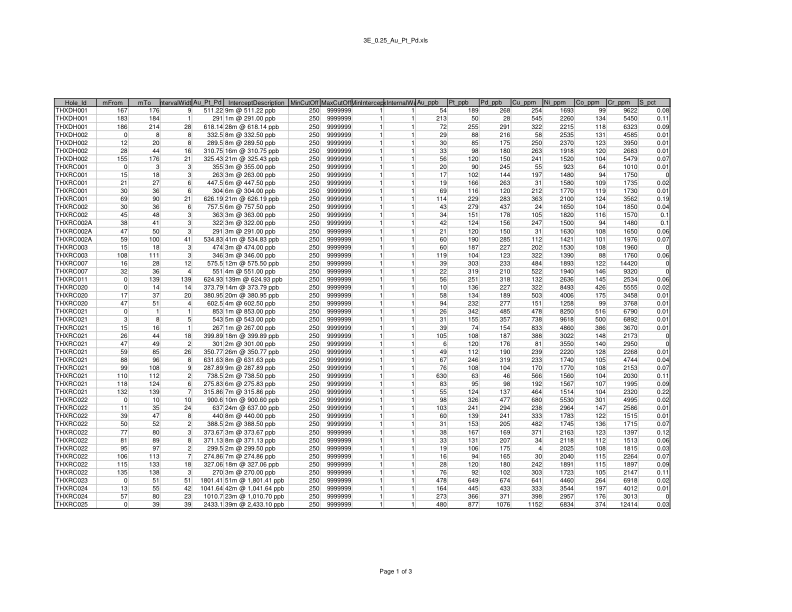 3E_0.25_Au_Pt_Pd.xls
Hole_Id mFrom mTo IntervalWidth Au_Pt_Pd InterceptDescription MinCutOff MaxCutOff MinIntercept InternalWa Au_ppb Pt_ppb Pd_ppb Cu_ppm Ni_ppm Co_ppm Cr_ppm S_pct
THXDH001 167 176 9 511.22 9m @ 511.22 ppb 250 9999999 1 1 54 189 268 254 1693 99 9622 0.08
THXDH001 183 184 1 291 1m @ 291.00 ppb 250 9999999 1 1 213 50 28 545 2260 134 5450 0.11
THXDH001 186 214 28 618.14 28m @ 618.14 ppb 250 9999999 1 1 72 255 291 322 2215 118 6323 0.09
THXDH002 0 8 8 332.5 8m @ 332.50 ppb 250 9999999 1 1 29 88 216 58 2535 131 4585 0.01
THXDH002 12 20 8 289.5 8m @ 289.50 ppb 250 9999999 1 1 30 85 175 250 2370 123 3950 0.01
THXDH002 28 44 16 310.75 16m @ 310.75 ppb 250 9999999 1 1 33 98 180 263 1918 120 2683 0.01
THXDH002 155 176 21 325.43 21m @ 325.43 ppb 250 9999999 1 1 56 120 150 241 1520 104 5479 0.07
THXRC001 0 3 3 355 3m @ 355.00 ppb 250 9999999 1 1 20 90 245 55 923 64 1010 0.01
THXRC001 15 18 3 263 3m @ 263.00 ppb 250 9999999 1 1 17 102 144 197 1480 94 1750 0
THXRC001 21 27 6 447.5 6m @ 447.50 ppb 250 9999999 1 1 19 166 263 31 1580 109 1735 0.02
THXRC001 30 36 6 304 6m @ 304.00 ppb 250 9999999 1 1 69 116 120 212 1770 119 1730 0.01
THXRC001 69 90 21 626.19 21m @ 626.19 ppb 250 9999999 1 1 114 229 283 363 2100 124 3562 0.19
THXRC002 30 36 6 757.5 6m @ 757.50 ppb 250 9999999 1 1 43 279 437 24 1650 104 1850 0.04
THXRC002 45 48 3 363 3m @ 363.00 ppb 250 9999999 1 1 34 151 178 105 1820 116 1570 0.1
THXRC002A 38 41 3 322 3m @ 322.00 ppb 250 9999999 1 1 42 124 156 247 1500 94 1480 0.1
THXRC002A 47 50 3 291 3m @ 291.00 ppb 250 9999999 1 1 21 120 150 31 1630 108 1650 0.06
THXRC002A 59 100 41 534.83 41m @ 534.83 ppb 250 9999999 1 1 60 190 285 112 1421 101 1976 0.07
THXRC003 15 18 3 474 3m @ 474.00 ppb 250 9999999 1 1 60 187 227 202 1530 108 1960 0
THXRC003 108 111 3 346 3m @ 346.00 ppb 250 9999999 1 1 119 104 123 322 1390 88 1760 0.06
THXRC007 16 28 12 575.5 12m @ 575.50 ppb 250 9999999 1 1 39 303 233 484 1893 122 14420 0
THXRC007 32 36 4 551 4m @ 551.00 ppb 250 9999999 1 1 22 319 210 522 1940 146 9320 0
THXRC011 0 139 139 624.93 139m @ 624.93 ppb 250 9999999 1 1 56 251 318 132 2635 126 2534 0.06
THXRC020 0 14 14 373.79 14m @ 373.79 ppb 250 9999999 1 1 10 136 227 322 8493 426 5555 0.02
THXRC020 17 37 20 380.95 20m @ 380.95 ppb 250 9999999 1 1 58 134 189 503 4006 175 3458 0.01
THXRC020 47 51 4 602.5 4m @ 602.50 ppb 250 9999999 1 1 94 232 277 151 1258 99 3768 0.01
THXRC021 0 1 1 853 1m @ 853.00 ppb 250 9999999 1 1 26 342 485 478 8250 516 6790 0.01
THXRC021 3 8 5 543 5m @ 543.00 ppb 250 9999999 1 1 31 155 357 738 9618 500 6892 0.01
THXRC021 15 16 1 267 1m @ 267.00 ppb 250 9999999 1 1 39 74 154 833 4860 386 3670 0.01
THXRC021 26 44 18 399.89 18m @ 399.89 ppb 250 9999999 1 1 105 108 187 388 3022 148 2173 0
THXRC021 47 49 2 301 2m @ 301.00 ppb 250 9999999 1 1 6 120 176 81 3550 140 2950 0
THXRC021 59 85 26 350.77 26m @ 350.77 ppb 250 9999999 1 1 49 112 190 239 2220 128 2268 0.01
THXRC021 88 96 8 631.63 8m @ 631.63 ppb 250 9999999 1 1 67 246 319 233 1740 105 4744 0.04
THXRC021 99 108 9 287.89 9m @ 287.89 ppb 250 9999999 1 1 76 108 104 170 1770 108 2153 0.07
THXRC021 110 112 2 738.5 2m @ 738.50 ppb 250 9999999 1 1 630 63 46 566 1560 104 2030 0.11
THXRC021 118 124 6 275.83 6m @ 275.83 ppb 250 9999999 1 1 83 95 98 192 1567 107 1995 0.09
THXRC021 132 139 7 315.86 7m @ 315.86 ppb 250 9999999 1 1 55 124 137 464 1514 104 2320 0.22
THXRC022 0 10 10 900.6 10m @ 900.60 ppb 250 9999999 1 1 98 326 477 680 5530 301 4995 0.02
THXRC022 11 35 24 637 24m @ 637.00 ppb 250 9999999 1 1 103 241 294 238 2964 147 2586 0.01
THXRC022 39 47 8 440 8m @ 440.00 ppb 250 9999999 1 1 60 139 241 333 1783 122 1515 0.01
THXRC022 50 52 2 388.5 2m @ 388.50 ppb 250 9999999 1 1 31 153 205 482 1745 136 1715 0.07
THXRC022 77 80 3 373.67 3m @ 373.67 ppb 250 9999999 1 1 38 167 169 371 2163 123 1397 0.12
THXRC022 81 89 8 371.13 8m @ 371.13 ppb 250 9999999 1 1 33 131 207 34 2118 112 1513 0.06
THXRC022 95 97 2 299.5 2m @ 299.50 ppb 250 9999999 1 1 19 106 175 4 2025 108 1815 0.03
THXRC022 106 113 7 274.86 7m @ 274.86 ppb 250 9999999 1 1 16 94 165 30 2040 115 2264 0.07
THXRC022 115 133 18 327.06 18m @ 327.06 ppb 250 9999999 1 1 28 120 180 242 1891 115 1897 0.09
THXRC022 135 138 3 270 3m @ 270.00 ppb 250 9999999 1 1 76 92 102 303 1723 105 2147 0.11
THXRC023 0 51 51 1801.41 51m @ 1,801.41 ppb 250 9999999 1 1 478 649 674 641 4460 264 6918 0.02
THXRC024 13 55 42 1041.64 42m @ 1,041.64 ppb 250 9999999 1 1 164 445 433 333 3544 197 4012 0.01
THXRC024 57 80 23 1010.7 23m @ 1,010.70 ppb 250 9999999 1 1 273 366 371 398 2957 176 3013 0
THXRC025 0 39 39 2433.1 39m @ 2,433.10 ppb 250 9999999 1 1 480 877 1076 1152 6834 374 12414 0.03
Page 1 of 3